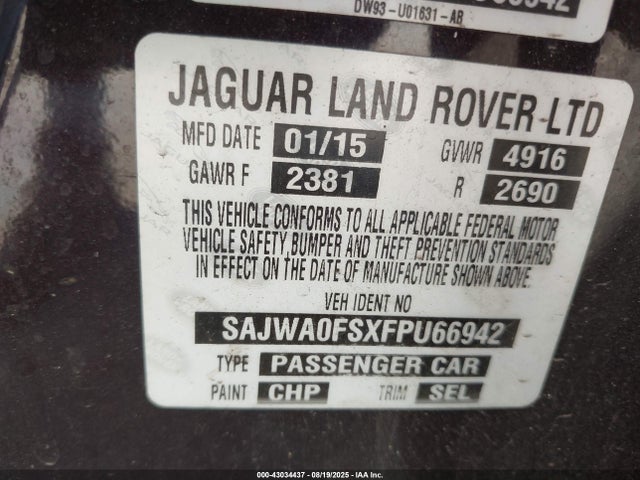 DW93-U01631-AB
JAGUAR LAND ROVER LTD
MFD DATE 01/15 GVWR 4916
GAWR F 2381 R 2690
THIS VEHICLE CONFORMS TO ALL APPLICABLE FEDERAL MOTOR
VEHICLE SAFETY BUMPER AND THEFT PREVENTION STANDARDS
IN EFFECT ON THE DATE OF MANUFACTURE SHOWN ABOVE.
VEH IDENT NO
SAJWA0FSXFPU66942
TYPE PASSENGER CAR
PAINT CHP TRIM SEL
000-43034437 - 08/19/2025 - IAA Inc.